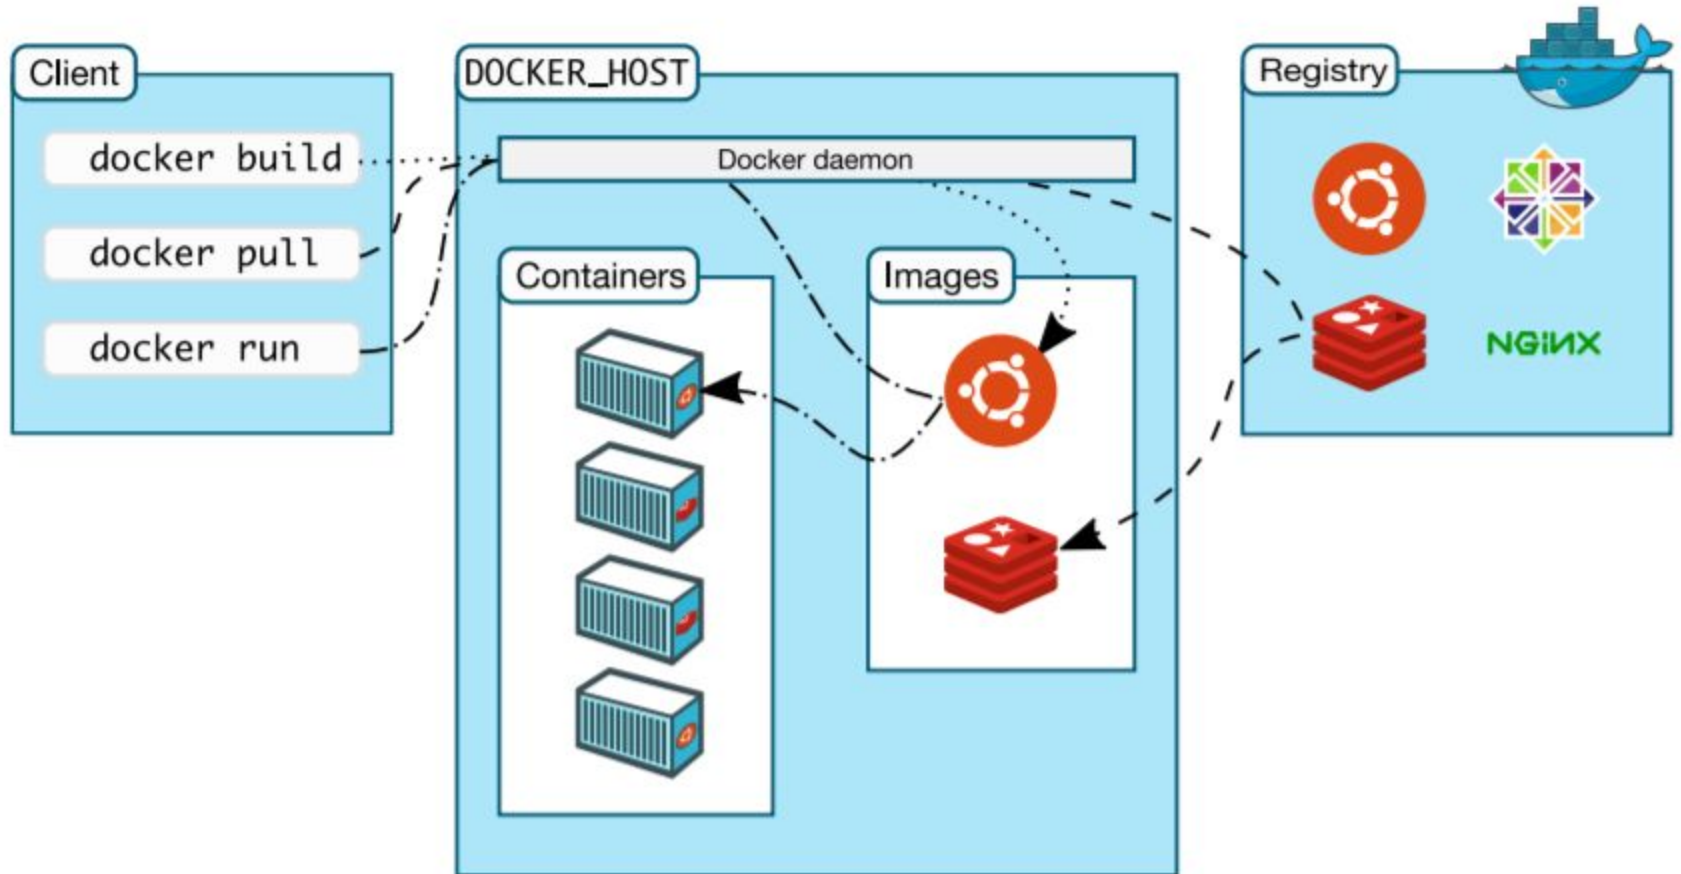 Client
docker build
docker pull
docker run
DOCKER_HOST
Docker daemon
Containers
Images
Registry
NGINX